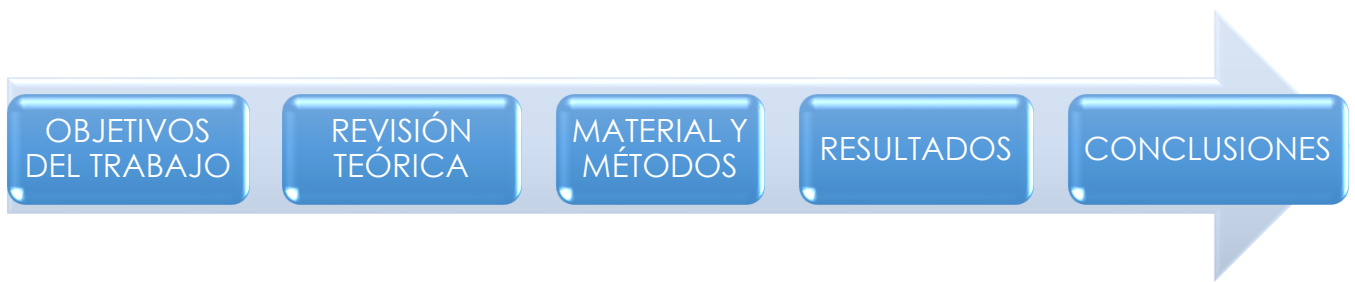 OBJETIVOS
DEL TRABAJO
REVISIÓN
TEÓRICA
MATERIAL Y
MÉTODOS
RESULTADOS
CONCLUSIONES